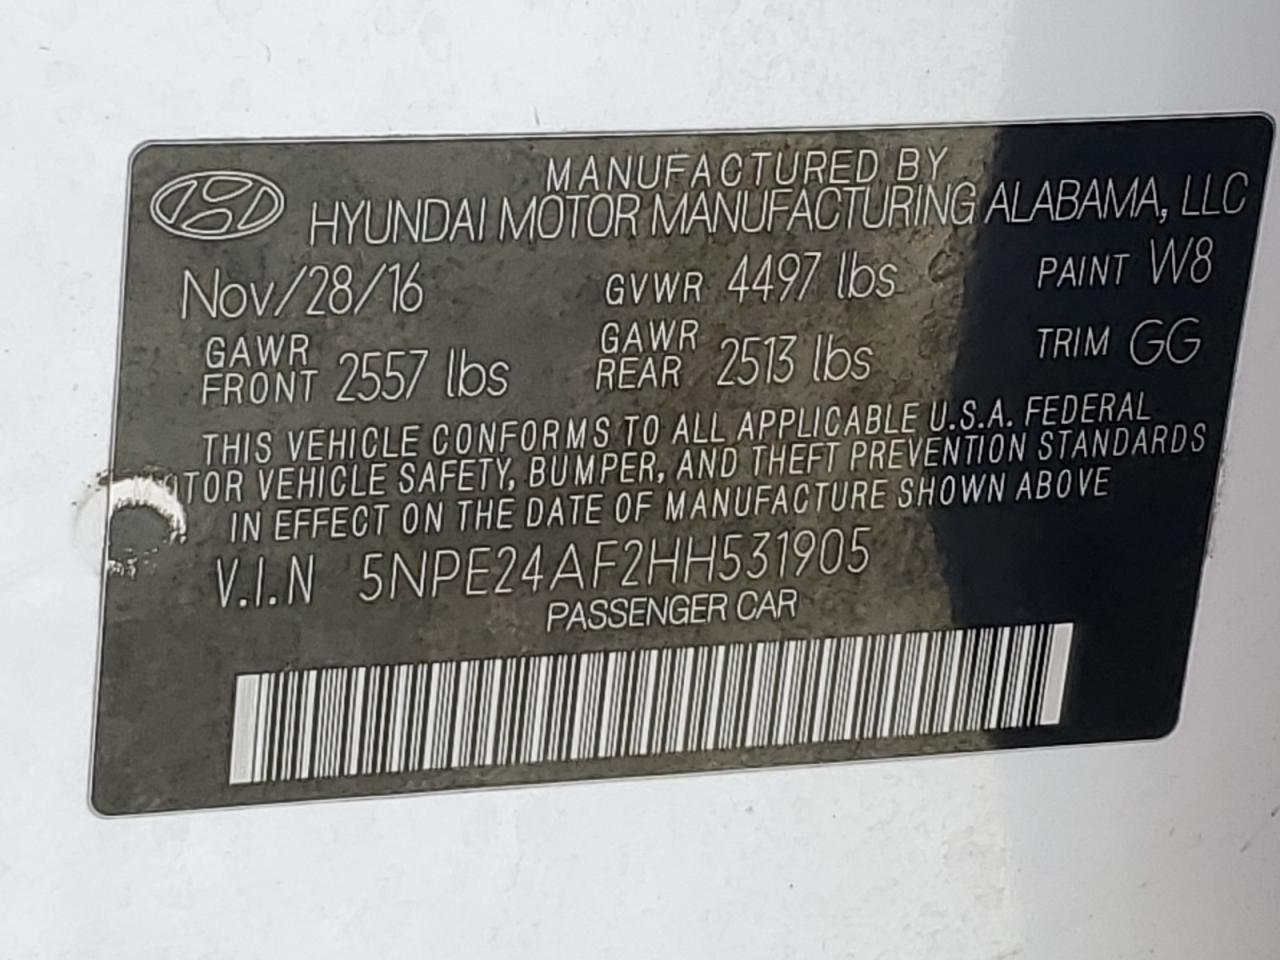 MANUFACTURED BY
HYUNDAI MOTOR MANUFACTURING ALABAMA, LLC
Nov/28/16 GVWR 4497 lbs PAINT W8
GAWR FRONT 2557 lbs GAWR REAR 2513 lbs TRIM GG
THIS VEHICLE CONFORMS TO ALL APPLICABLE U.S.A. FEDERAL
VEHICLE SAFETY, BUMPER, AND THEFT PREVENTION STANDARDS
IN EFFECT ON THE DATE OF MANUFACTURE SHOWN ABOVE
V.I.N 5NPE24AF2HH531905
PASSENGER CAR